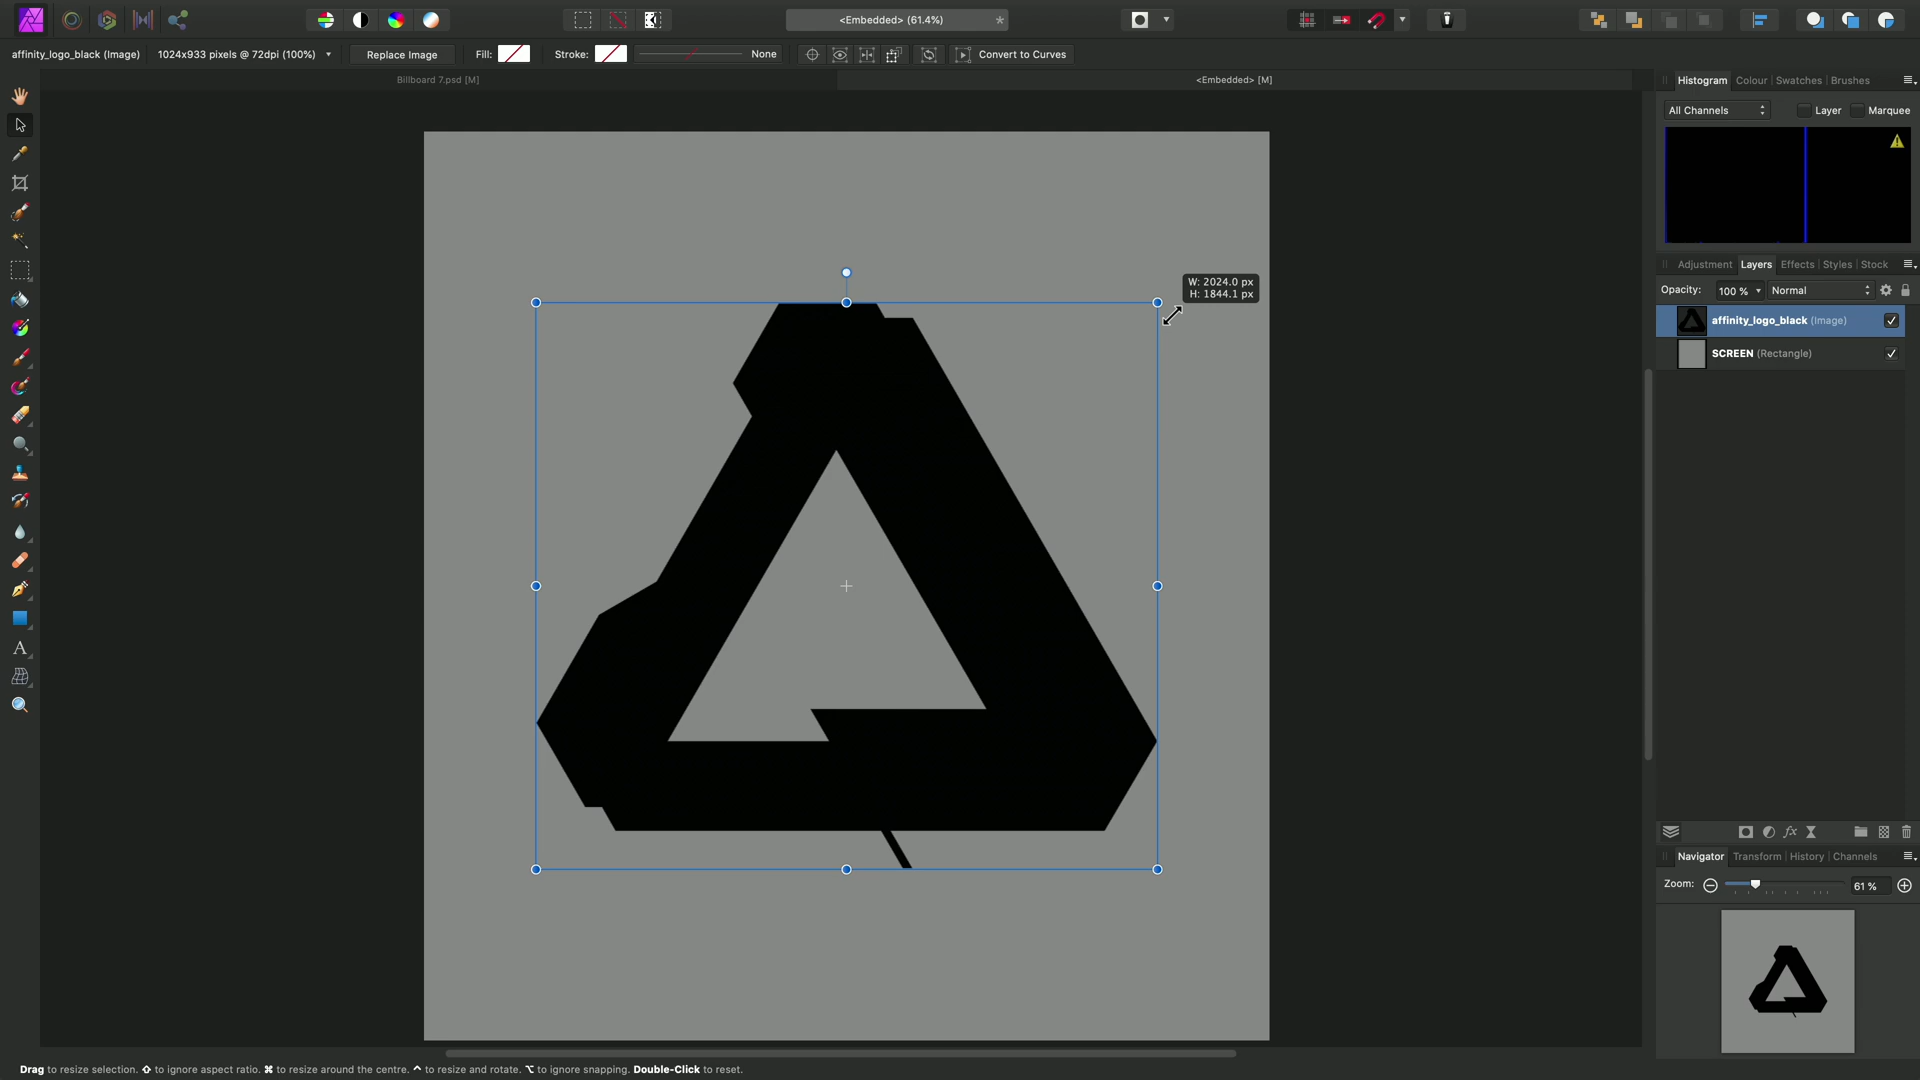 <Embedded> (61.4%)
*
affinity_logo_black (Image)
1024x933 pixels @ 72dpi (100%)
Replace Image
Fill:
Stroke:
None
Convert to Curves
Billboard 7.psd [M]
<Embedded> [M]
Histogram
Colour
Swatches
Brushes
All Channels
Layer
Marquee
W: 2024.0 px
H: 1844.1 px
Adjustment
Layers
Effects
Styles
Stock
Opacity:
100 %
Normal
affinity_logo_black (Image)
SCREEN (Rectangle)
fx
A
Navigator
Transform
History
Channels
Zoom:
61 %
Drag to resize selection. ⇧ to ignore aspect ratio. ⌘ to resize around the centre. ^ to resize and rotate. ⌥ to ignore snapping. Double-Click to reset.